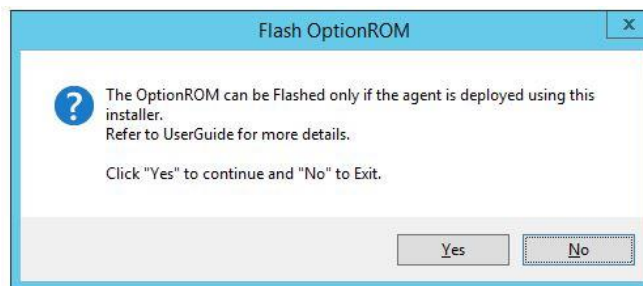 Flash OptionROM
x
?
The OptionROM can be Flashed only if the agent is deployed using this
installer.
Refer to UserGuide for more details.
Click "Yes" to continue and "No" to Exit.
Yes
No